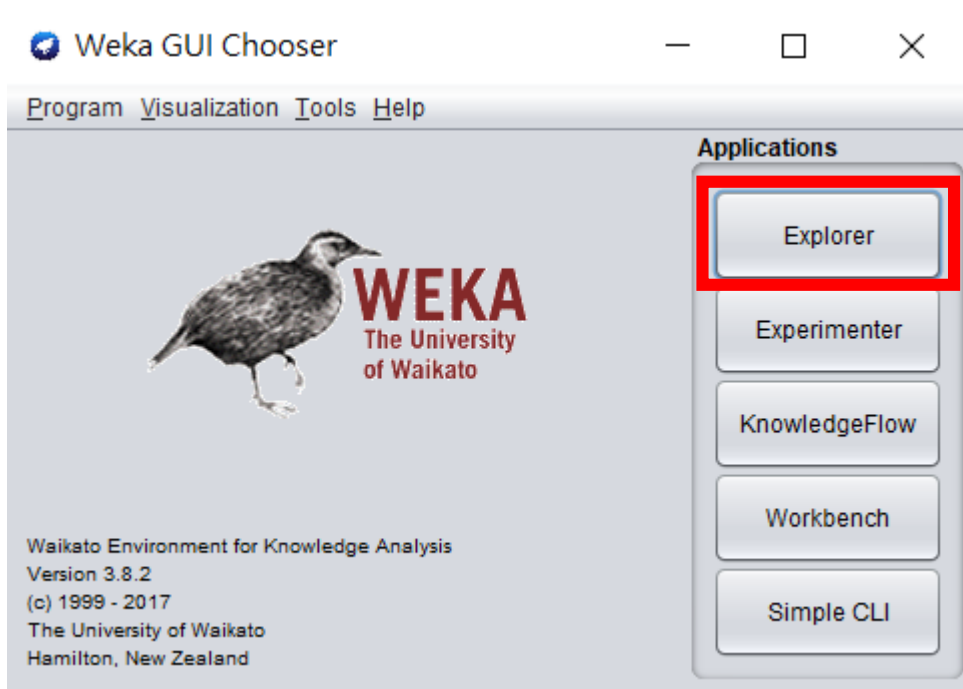 Weka GUI Chooser
Program Visualization Tools Help
Applications
Explorer
Experimenter
KnowledgeFlow
Workbench
Simple CLI
WEKA
The University
of Waikato
Waikato Environment for Knowledge Analysis
Version 3.8.2
(c) 1999 - 2017
The University of Waikato
Hamilton, New Zealand